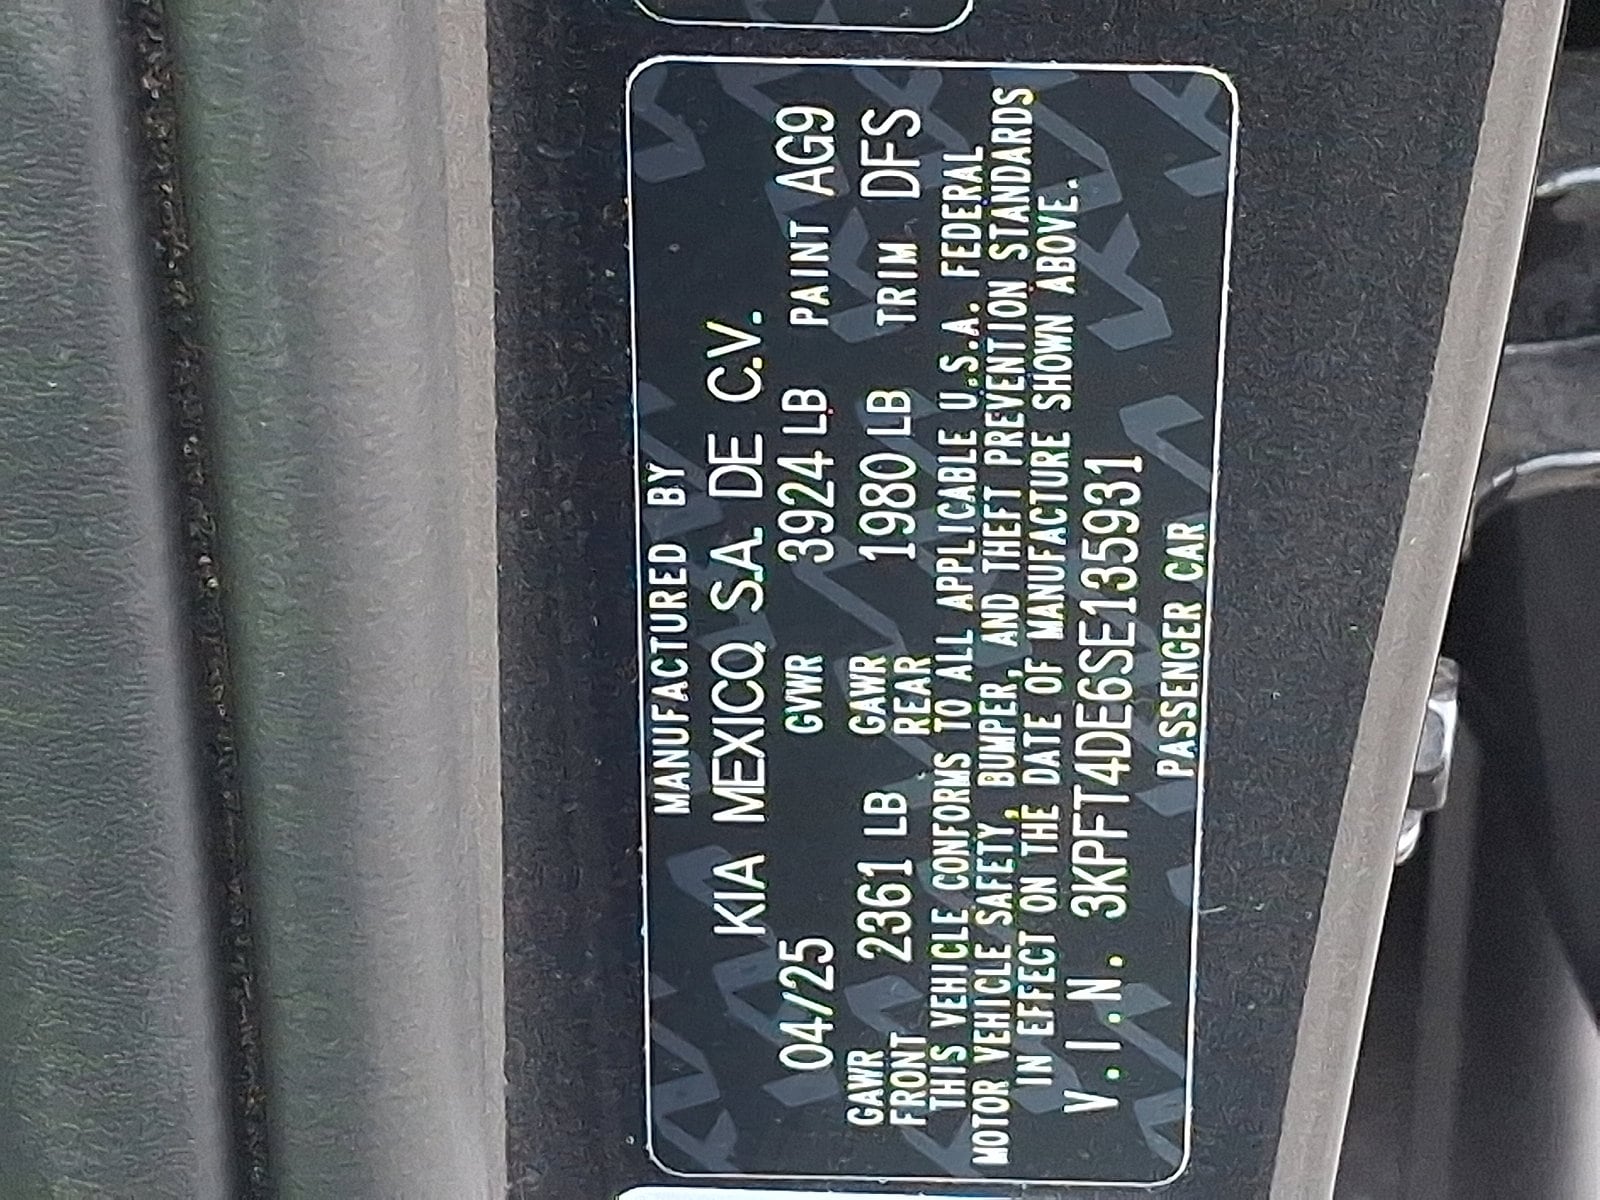 MANUFACTURED BY
KIA MEXICO, S.A. DE C.V.
04/25 GVWR 3924 LB PAINT AG9
GAWR FRONT 2361 LB GAWR REAR 1980 LB TRIM DFS
THIS VEHICLE CONFORMS TO ALL APPLICABLE U.S.A. FEDERAL
MOTOR VEHICLE SAFETY, BUMPER, AND THEFT PREVENTION STANDARDS
IN EFFECT ON THE DATE OF MANUFACTURE SHOWN ABOVE.
V.I.N. 3KPFT4DE6SE135931
PASSENGER CAR